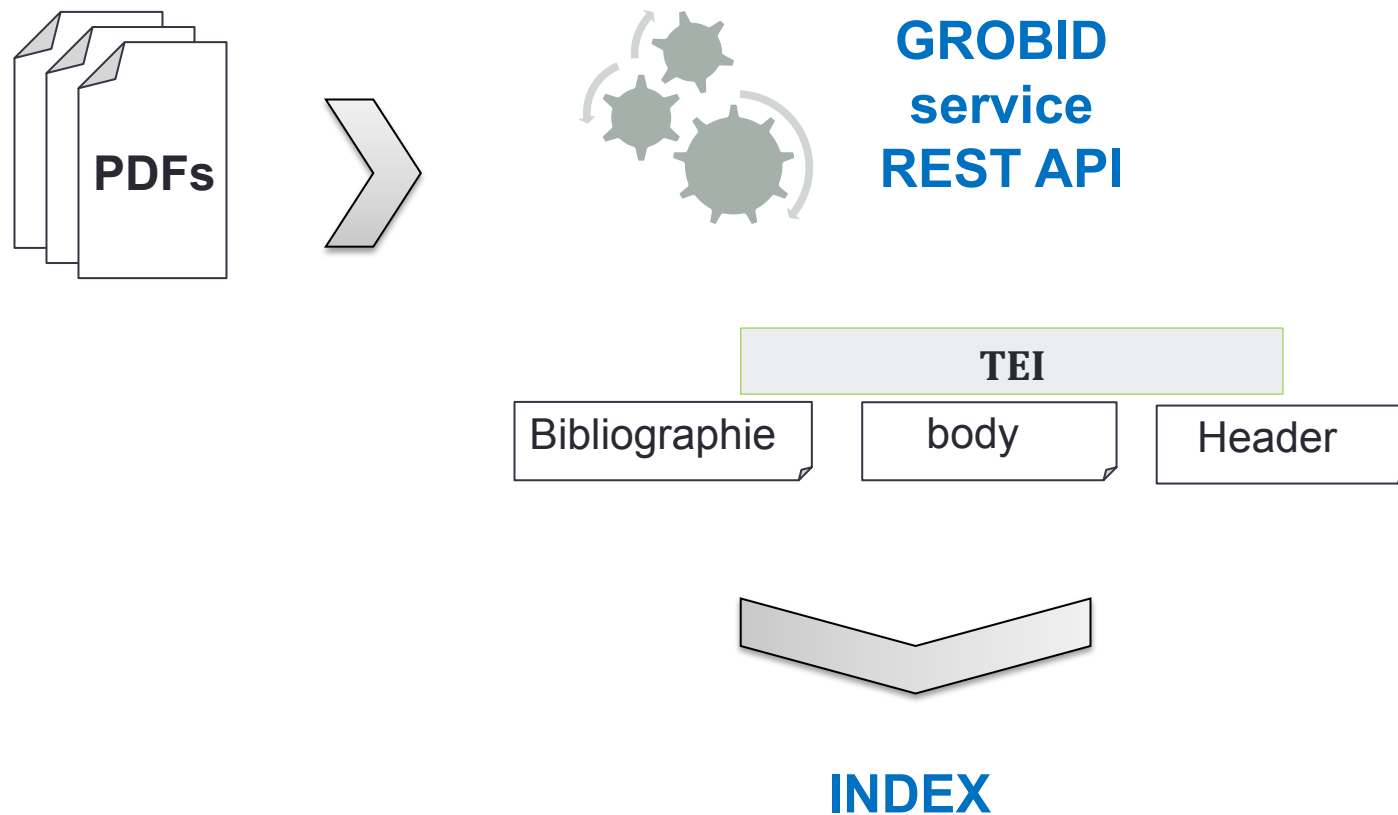 PDFs
GROBID
service
REST API
TEI
Bibliographie
body
Header
INDEX